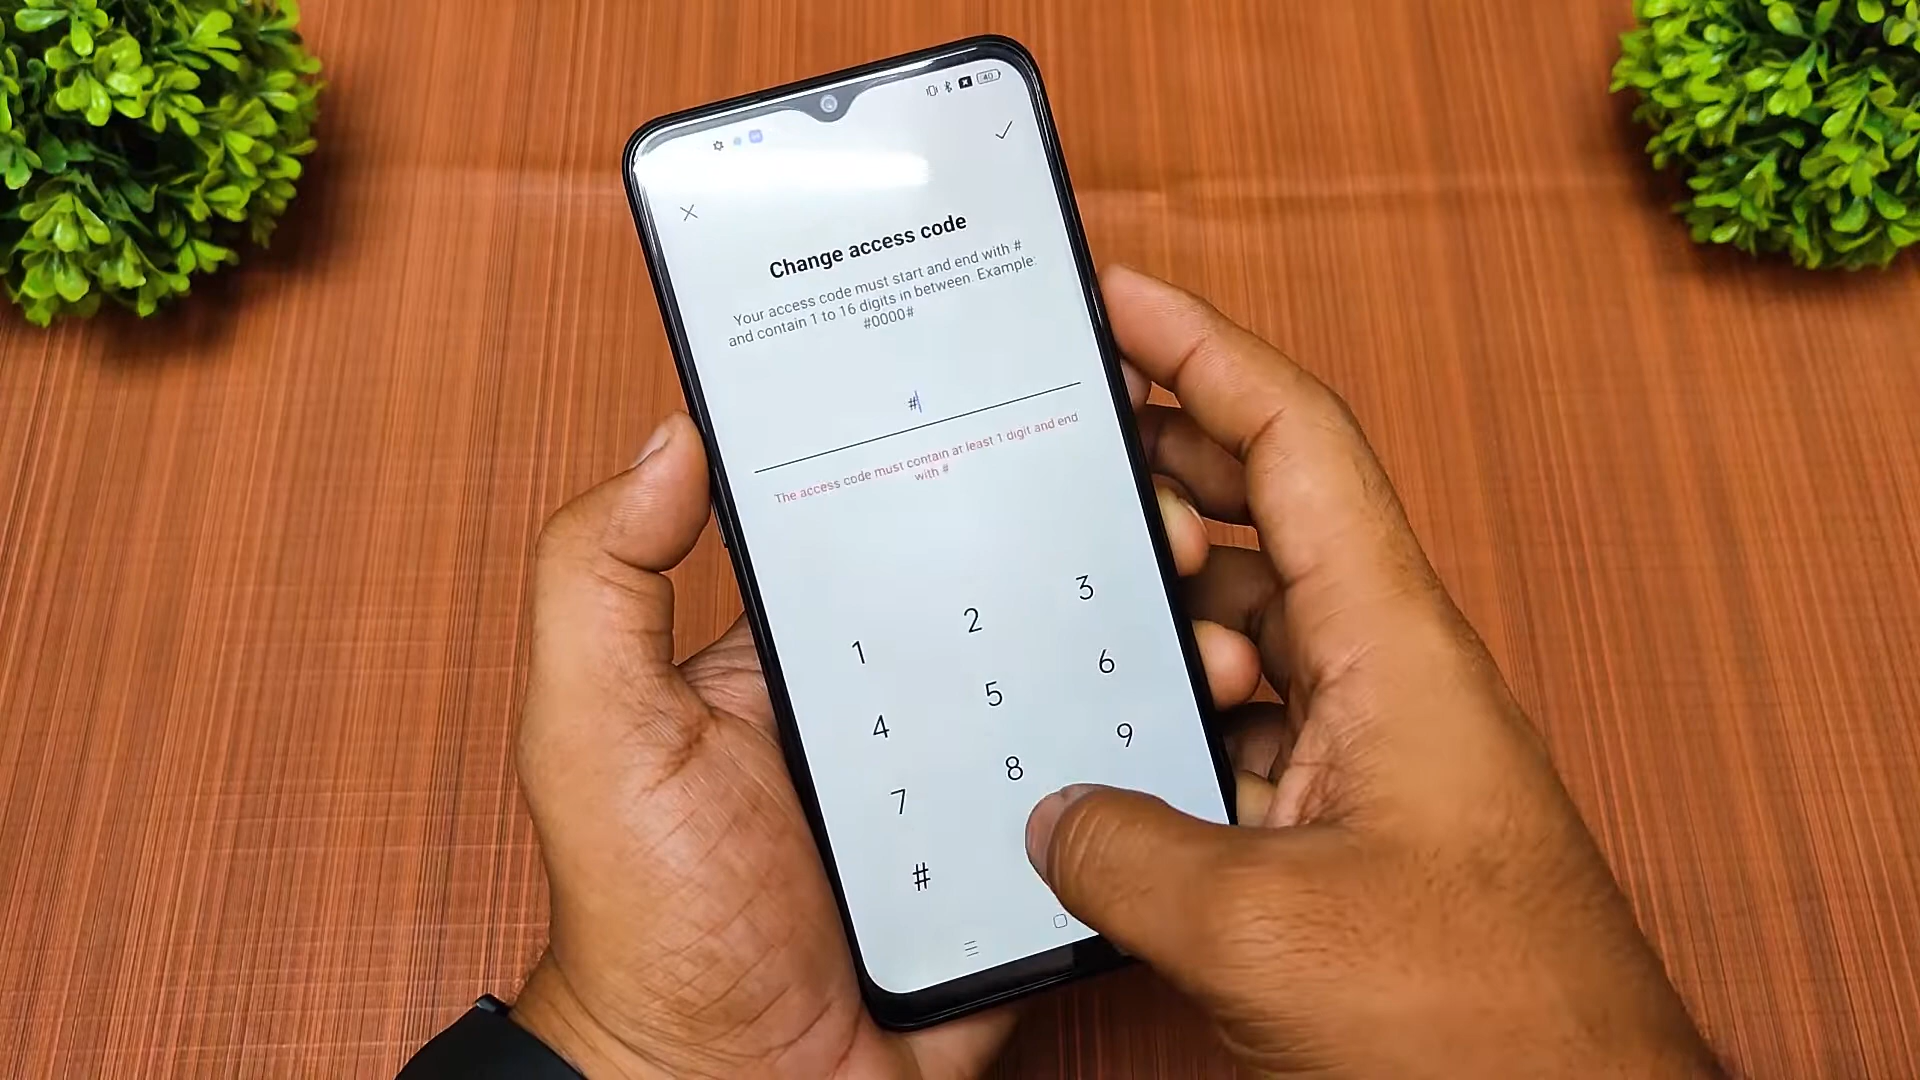 40
Change access code
Your access code must start and end with #
and contain 1 to 16 digits in between. Example:
#0000#
#
The access code must contain at least 1 digit and end
with #
1 2 3
4 5 6
7 8 9
#